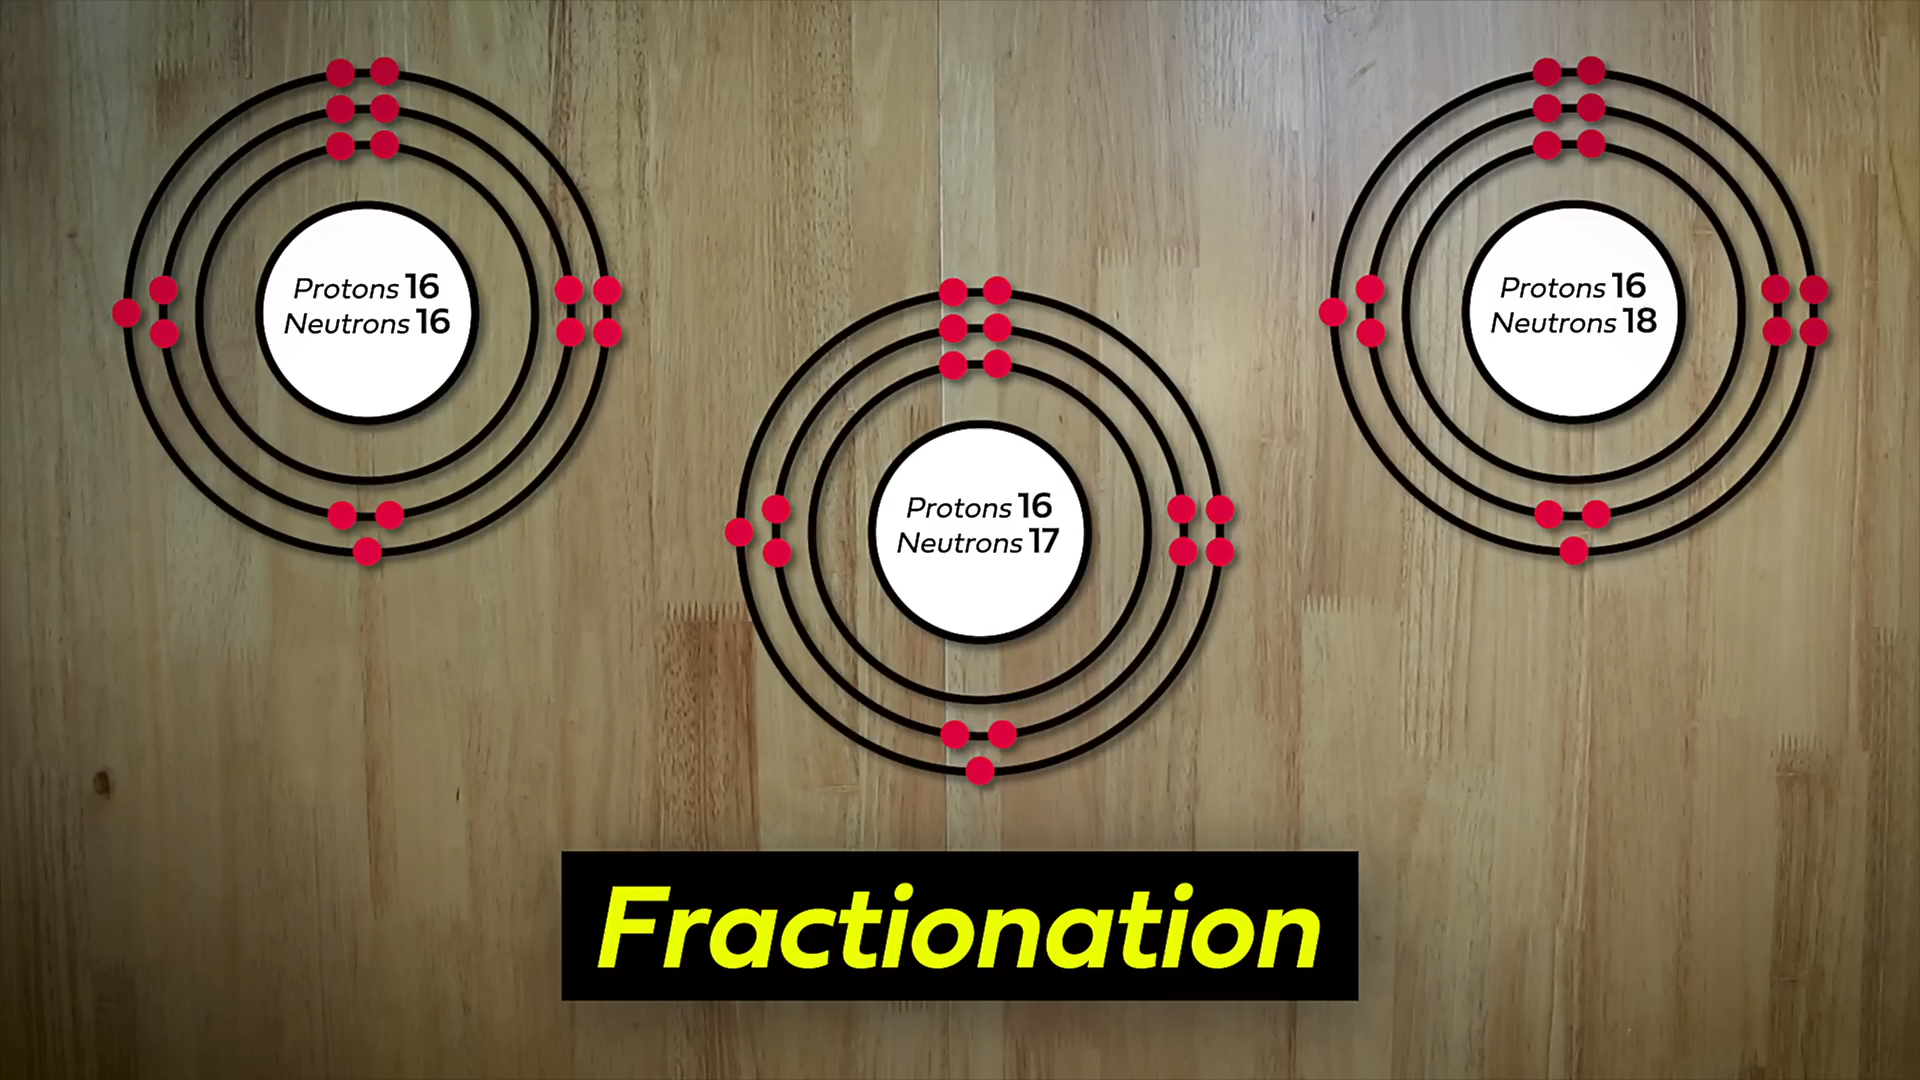 Protons 16
Neutrons 16
Protons 16
Neutrons 17
Protons 16
Neutrons 18
Fractionation